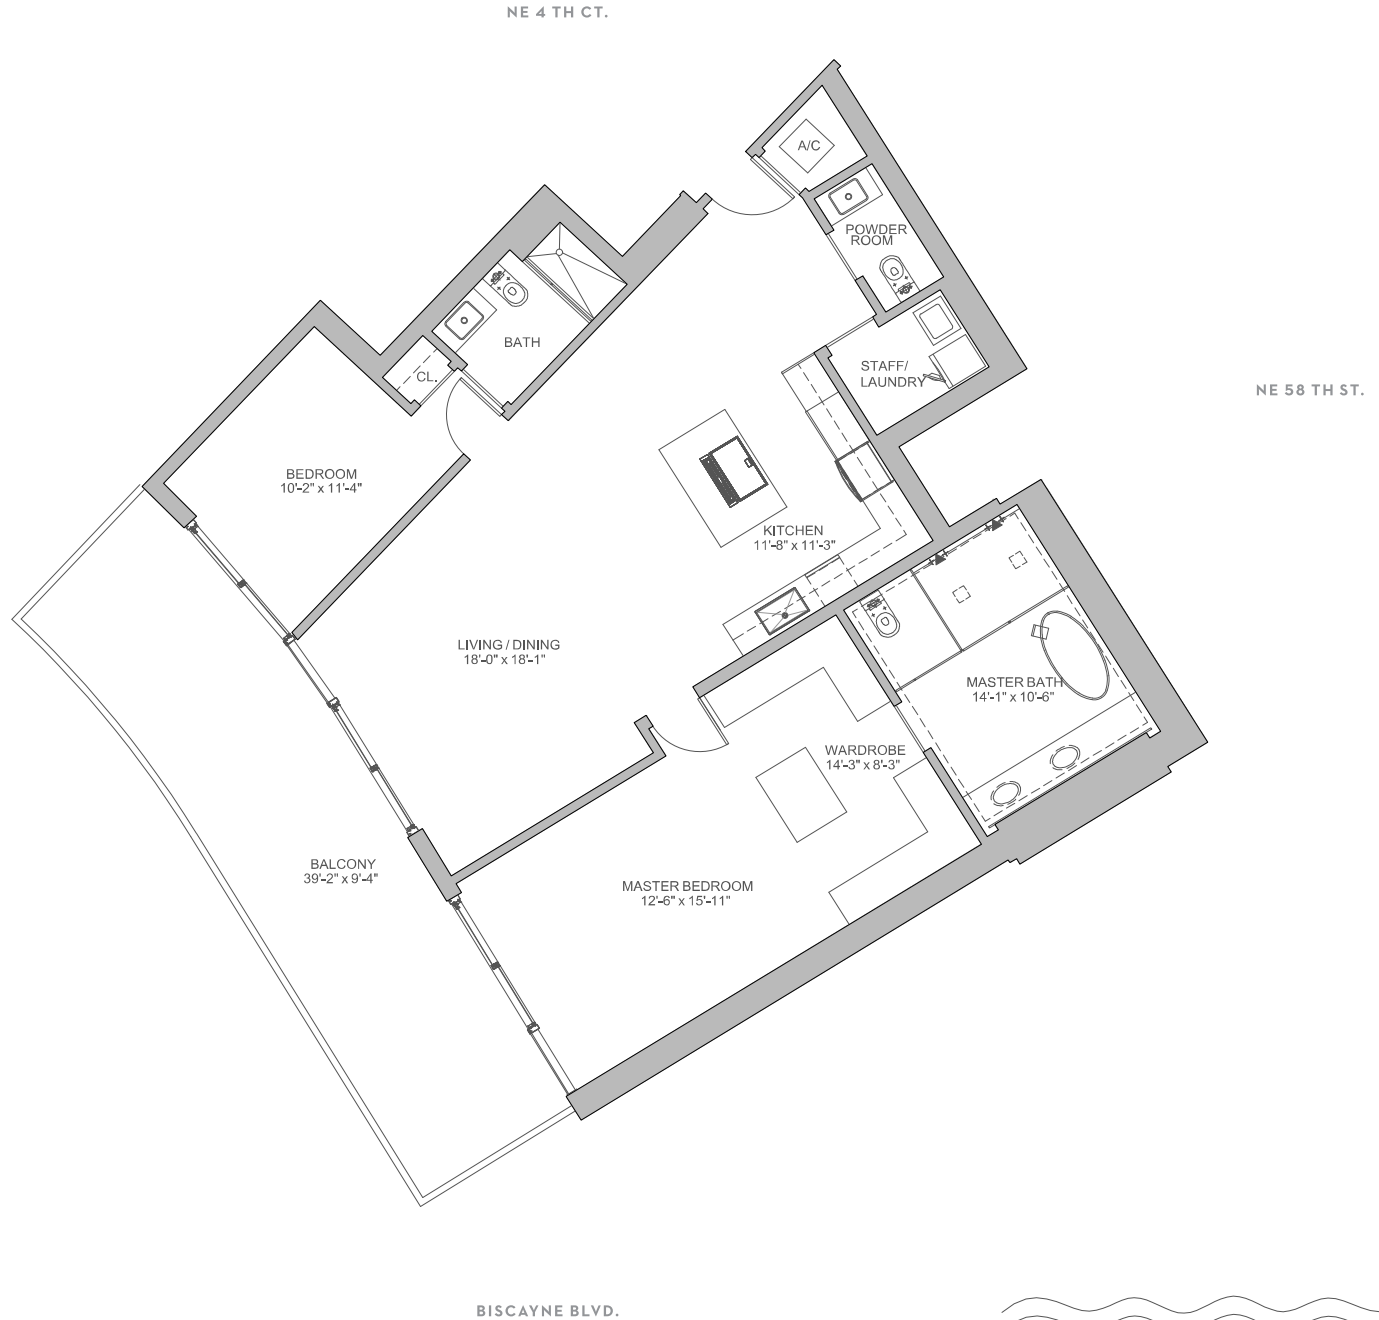 NE 4 TH CT.
A/C
POWDER
ROOM
BATH
STAFF/
LAUNDRY
CL.
NE 58 TH ST.
BEDROOM
10'-2" x 11'-4"
KITCHEN
11'-8" x 11'-3"
LIVING / DINING
18'-0" x 18'-1"
MASTER BATH
14'-1" x 10'-6"
WARDROBE
14'-3" x 8'-3"
BALCONY
39'-2" x 9'-4"
MASTER BEDROOM
12'-6" x 15'-11"
BISCAYNE BLVD.